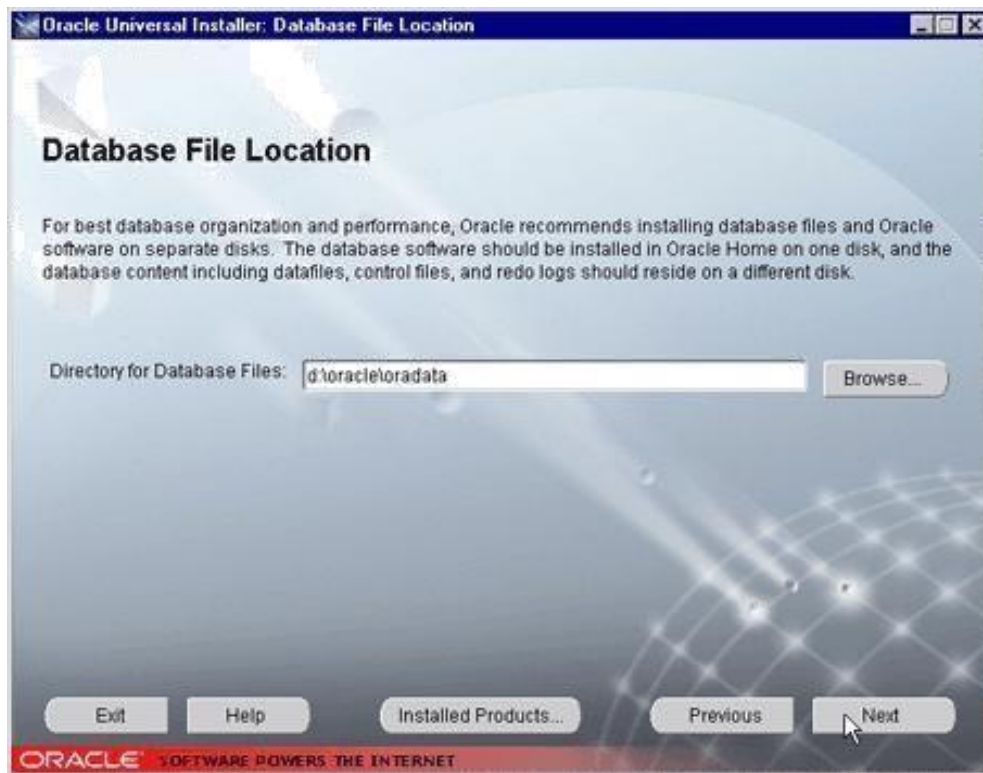 Oracle Universal Installer: Database File Location
Database File Location
For best database organization and performance, Oracle recommends installing database files and Oracle
software on separate disks. The database software should be installed in Oracle Home on one disk, and the
database content including datafiles, control files, and redo logs should reside on a different disk.
Directory for Database Files: d:\oracle\oradata Browse...
Exit Help Installed Products... Previous Next
ORACLE SOFTWARE POWERS THE INTERNET